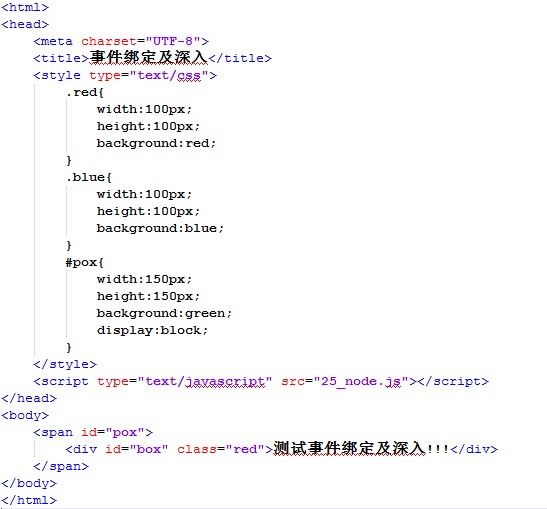 <html>
<head>
    <meta charset="UTF-8">
    <title>事件绑定及深入</title>
    <style type="text/css">
        .red{
            width:100px;
            height:100px;
            background:red;
        }
        .blue{
            width:100px;
            height:100px;
            background:blue;
        }
        #pox{
            width:150px;
            height:150px;
            background:green;
            display:block;
        }
    </style>
    <script type="text/javascript" src="25_node.js"></script>
</head>
<body>
    <span id="pox">
        <div id="box" class="red">测试事件绑定及深入!!!</div>
    </span>
</body>
</html>